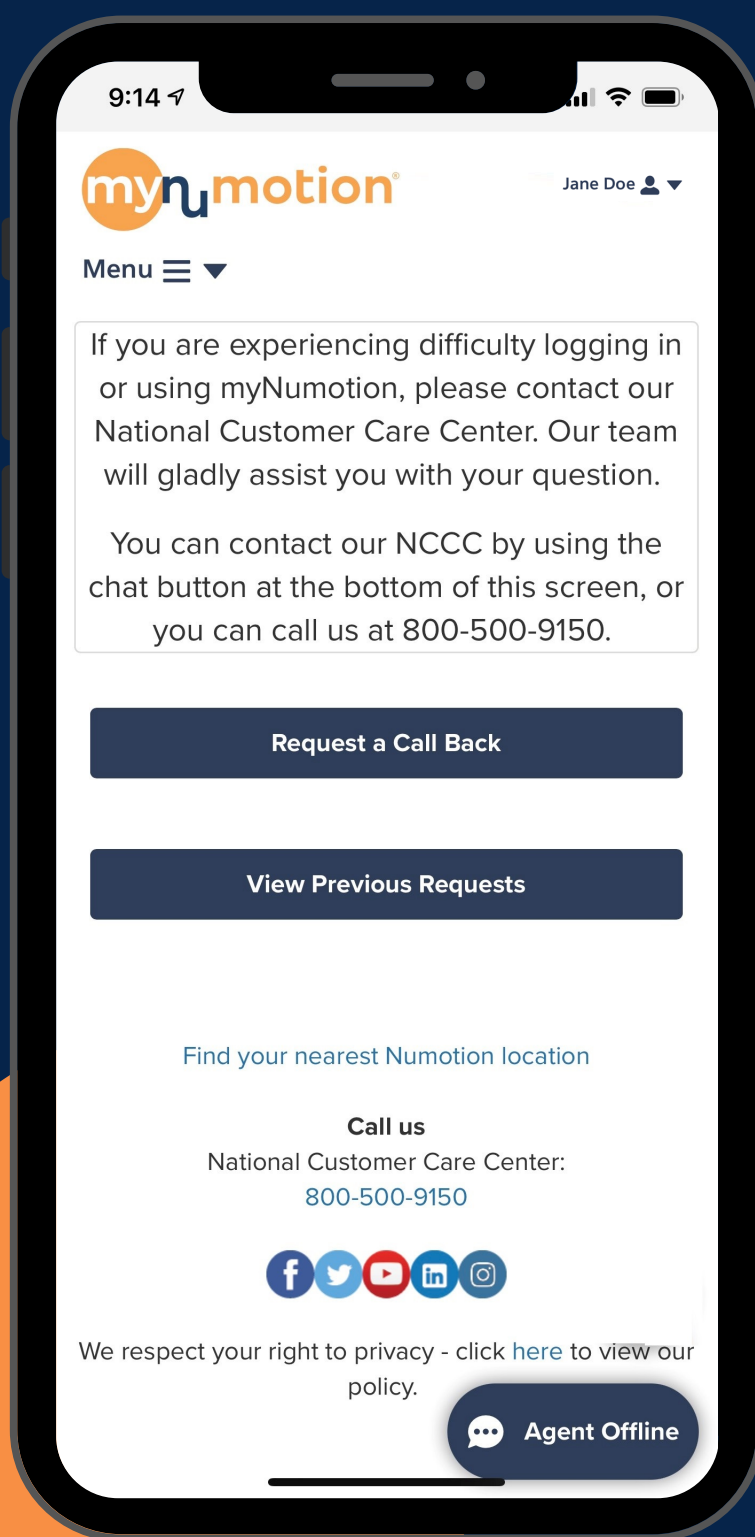 9:14
mynumotion®
Jane Doe
Menu
If you are experiencing difficulty logging in
or using myNumotion, please contact our
National Customer Care Center. Our team
will gladly assist you with your question.
You can contact our NCCC by using the
chat button at the bottom of this screen, or
you can call us at 800-500-9150.
Request a Call Back
View Previous Requests
Find your nearest Numotion location
Call us
National Customer Care Center:
800-500-9150
We respect your right to privacy - click here to view our
policy.
Agent Offline